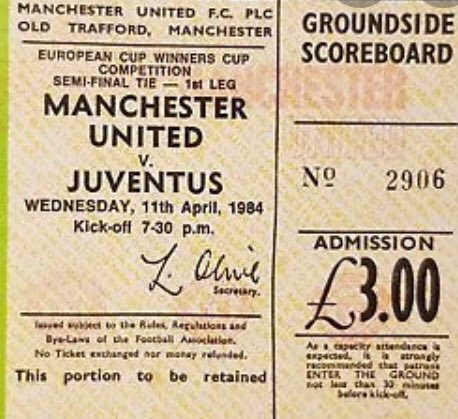 MANCHESTER UNITED F.C. PLC
OLD TRAFFORD, MANCHESTER
EUROPEAN CUP WINNERS CUP
COMPETITION
SEMI-FINAL TIE — 1st LEG
MANCHESTER
UNITED
V.
JUVENTUS
WEDNESDAY, 11th April, 1984
Kick-off 7-30 p.m.
Secretary.
Issued subject to the Rules, Regulations and
Bye-Laws of the Football Association.
No Ticket exchanged nor money refunded.
This portion to be retained
GROUNDSIDE
SCOREBOARD
Nº 2906
ADMISSION
£3.00
As a capacity attendance is
expected, it is strongly
recommended that patrons
ENTER THE GROUND
not less than 30 minutes
before kick-off.